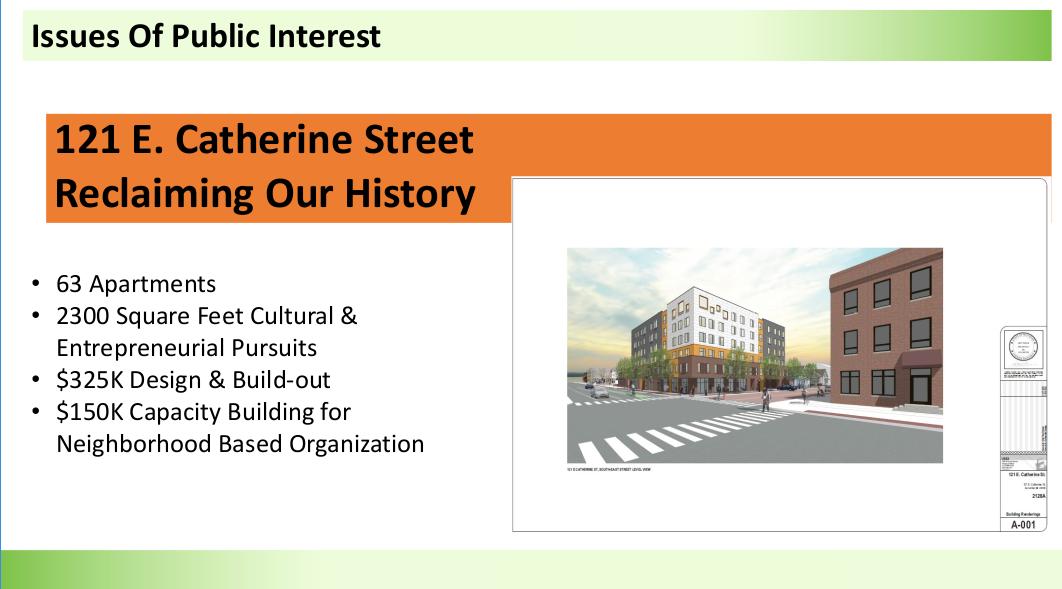 Issues Of Public Interest
121 E. Catherine Street
Reclaiming Our History
• 63 Apartments
• 2300 Square Feet Cultural &
Entrepreneurial Pursuits
• $325K Design & Build-out
• $150K Capacity Building for
Neighborhood Based Organization
121 E CATHERINE ST, SOUTHEAST STREET LEVEL VIEW
121 E. Catherine St.
2128A
Building Renderings
A-001